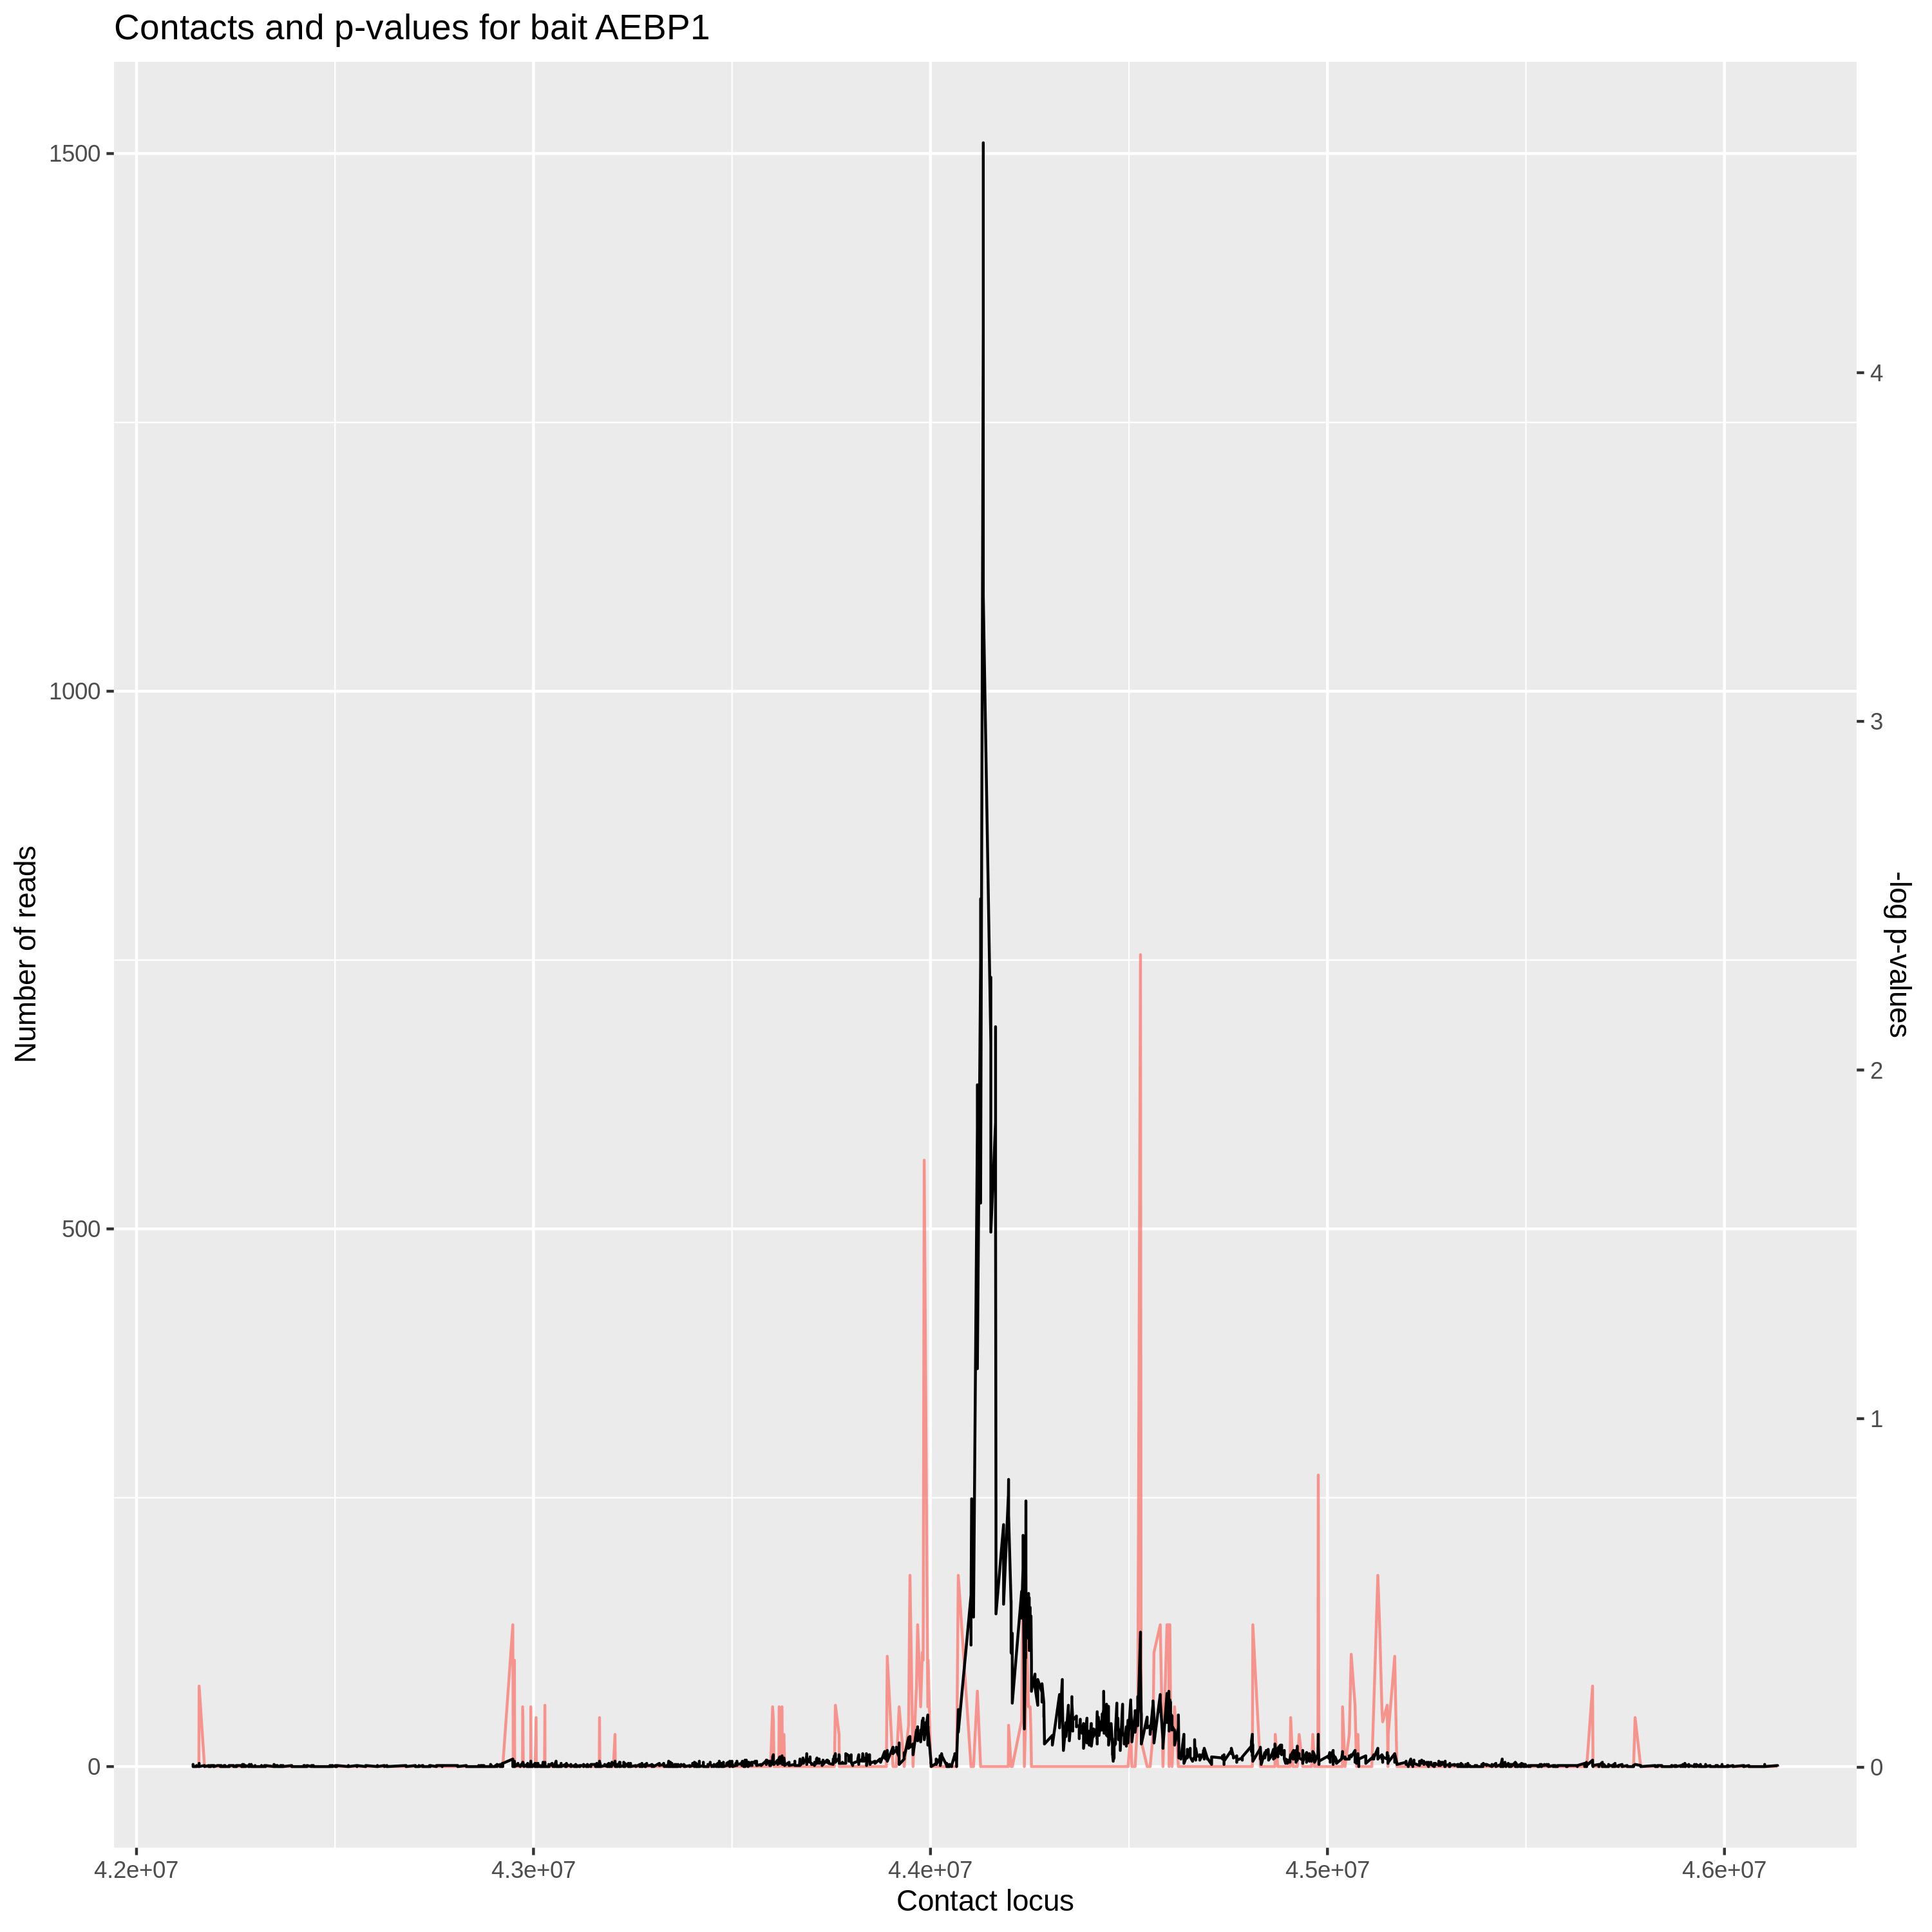 Contacts and p-values for bait AEBP1
1500
1000
500
0
4
3
2
1
0
Number of reads
-log p-values
4.2e+07
4.3e+07
4.4e+07
4.5e+07
4.6e+07
Contact locus